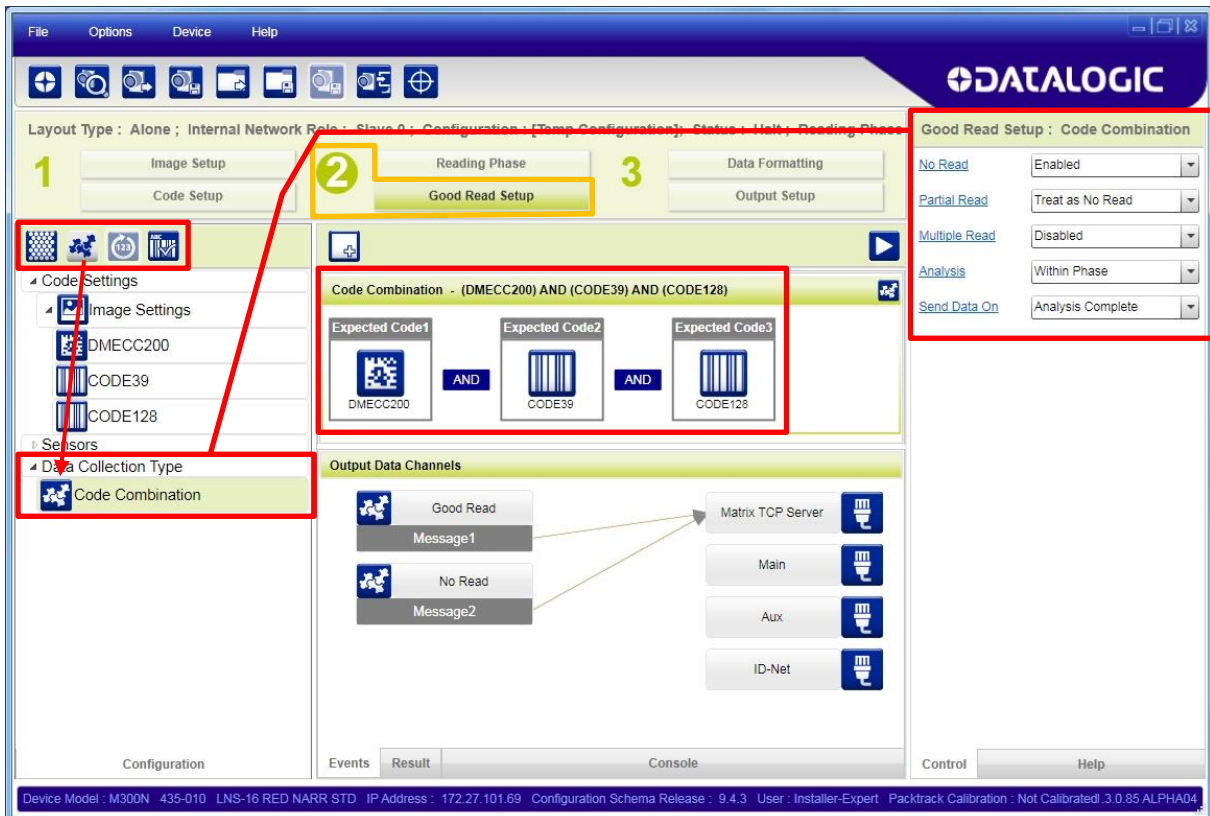 File Options Device Help
DATALOGIC
Layout Type : Alone ; Internal Network Role : Slave 0 ; Configuration : [Temp Configuration]; Status : Halt ; Reading Phase
1
Image Setup
Code Setup
2
Reading Phase
Good Read Setup
3
Data Formatting
Output Setup
123
ABC
Code Settings
Image Settings
DMECC200
CODE39
CODE128
Sensors
Data Collection Type
Code Combination
Configuration
Code Combination - (DMECC200) AND (CODE39) AND (CODE128)
Expected Code1 Expected Code2 Expected Code3
AND AND
DMECC200 CODE39 CODE128
Output Data Channels
Good Read
Message1
No Read
Message2
Matrix TCP Server
Main
Aux
ID-Net
Events Result Console
Good Read Setup : Code Combination
No Read Enabled
Partial Read Treat as No Read
Multiple Read Disabled
Analysis Within Phase
Send Data On Analysis Complete
Control Help
Device Model : M300N 435-010 LNS-16 RED NARR STD IP Address : 172.27.101.69 Configuration Schema Release : 9.4.3 User : Installer-Expert Packtrack Calibration : Not Calibrated|.3.0.85 ALPHA04